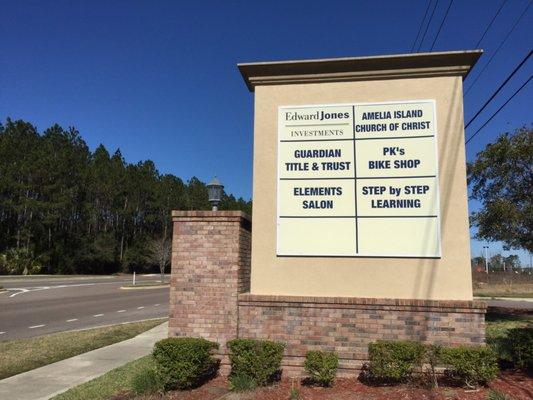 Edward Jones
INVESTMENTS
AMELIA ISLAND
CHURCH OF CHRIST
GUARDIAN
TITLE & TRUST
PK's
BIKE SHOP
ELEMENTS
SALON
STEP by STEP
LEARNING